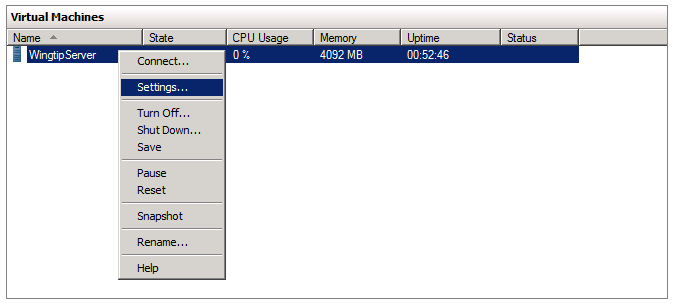 Virtual Machines
Name State CPU Usage Memory Uptime Status
WingtipServer 0 % 4092 MB 00:52:46
Connect...
Settings...
Turn Off...
Shut Down...
Save
Pause
Reset
Snapshot
Rename...
Help